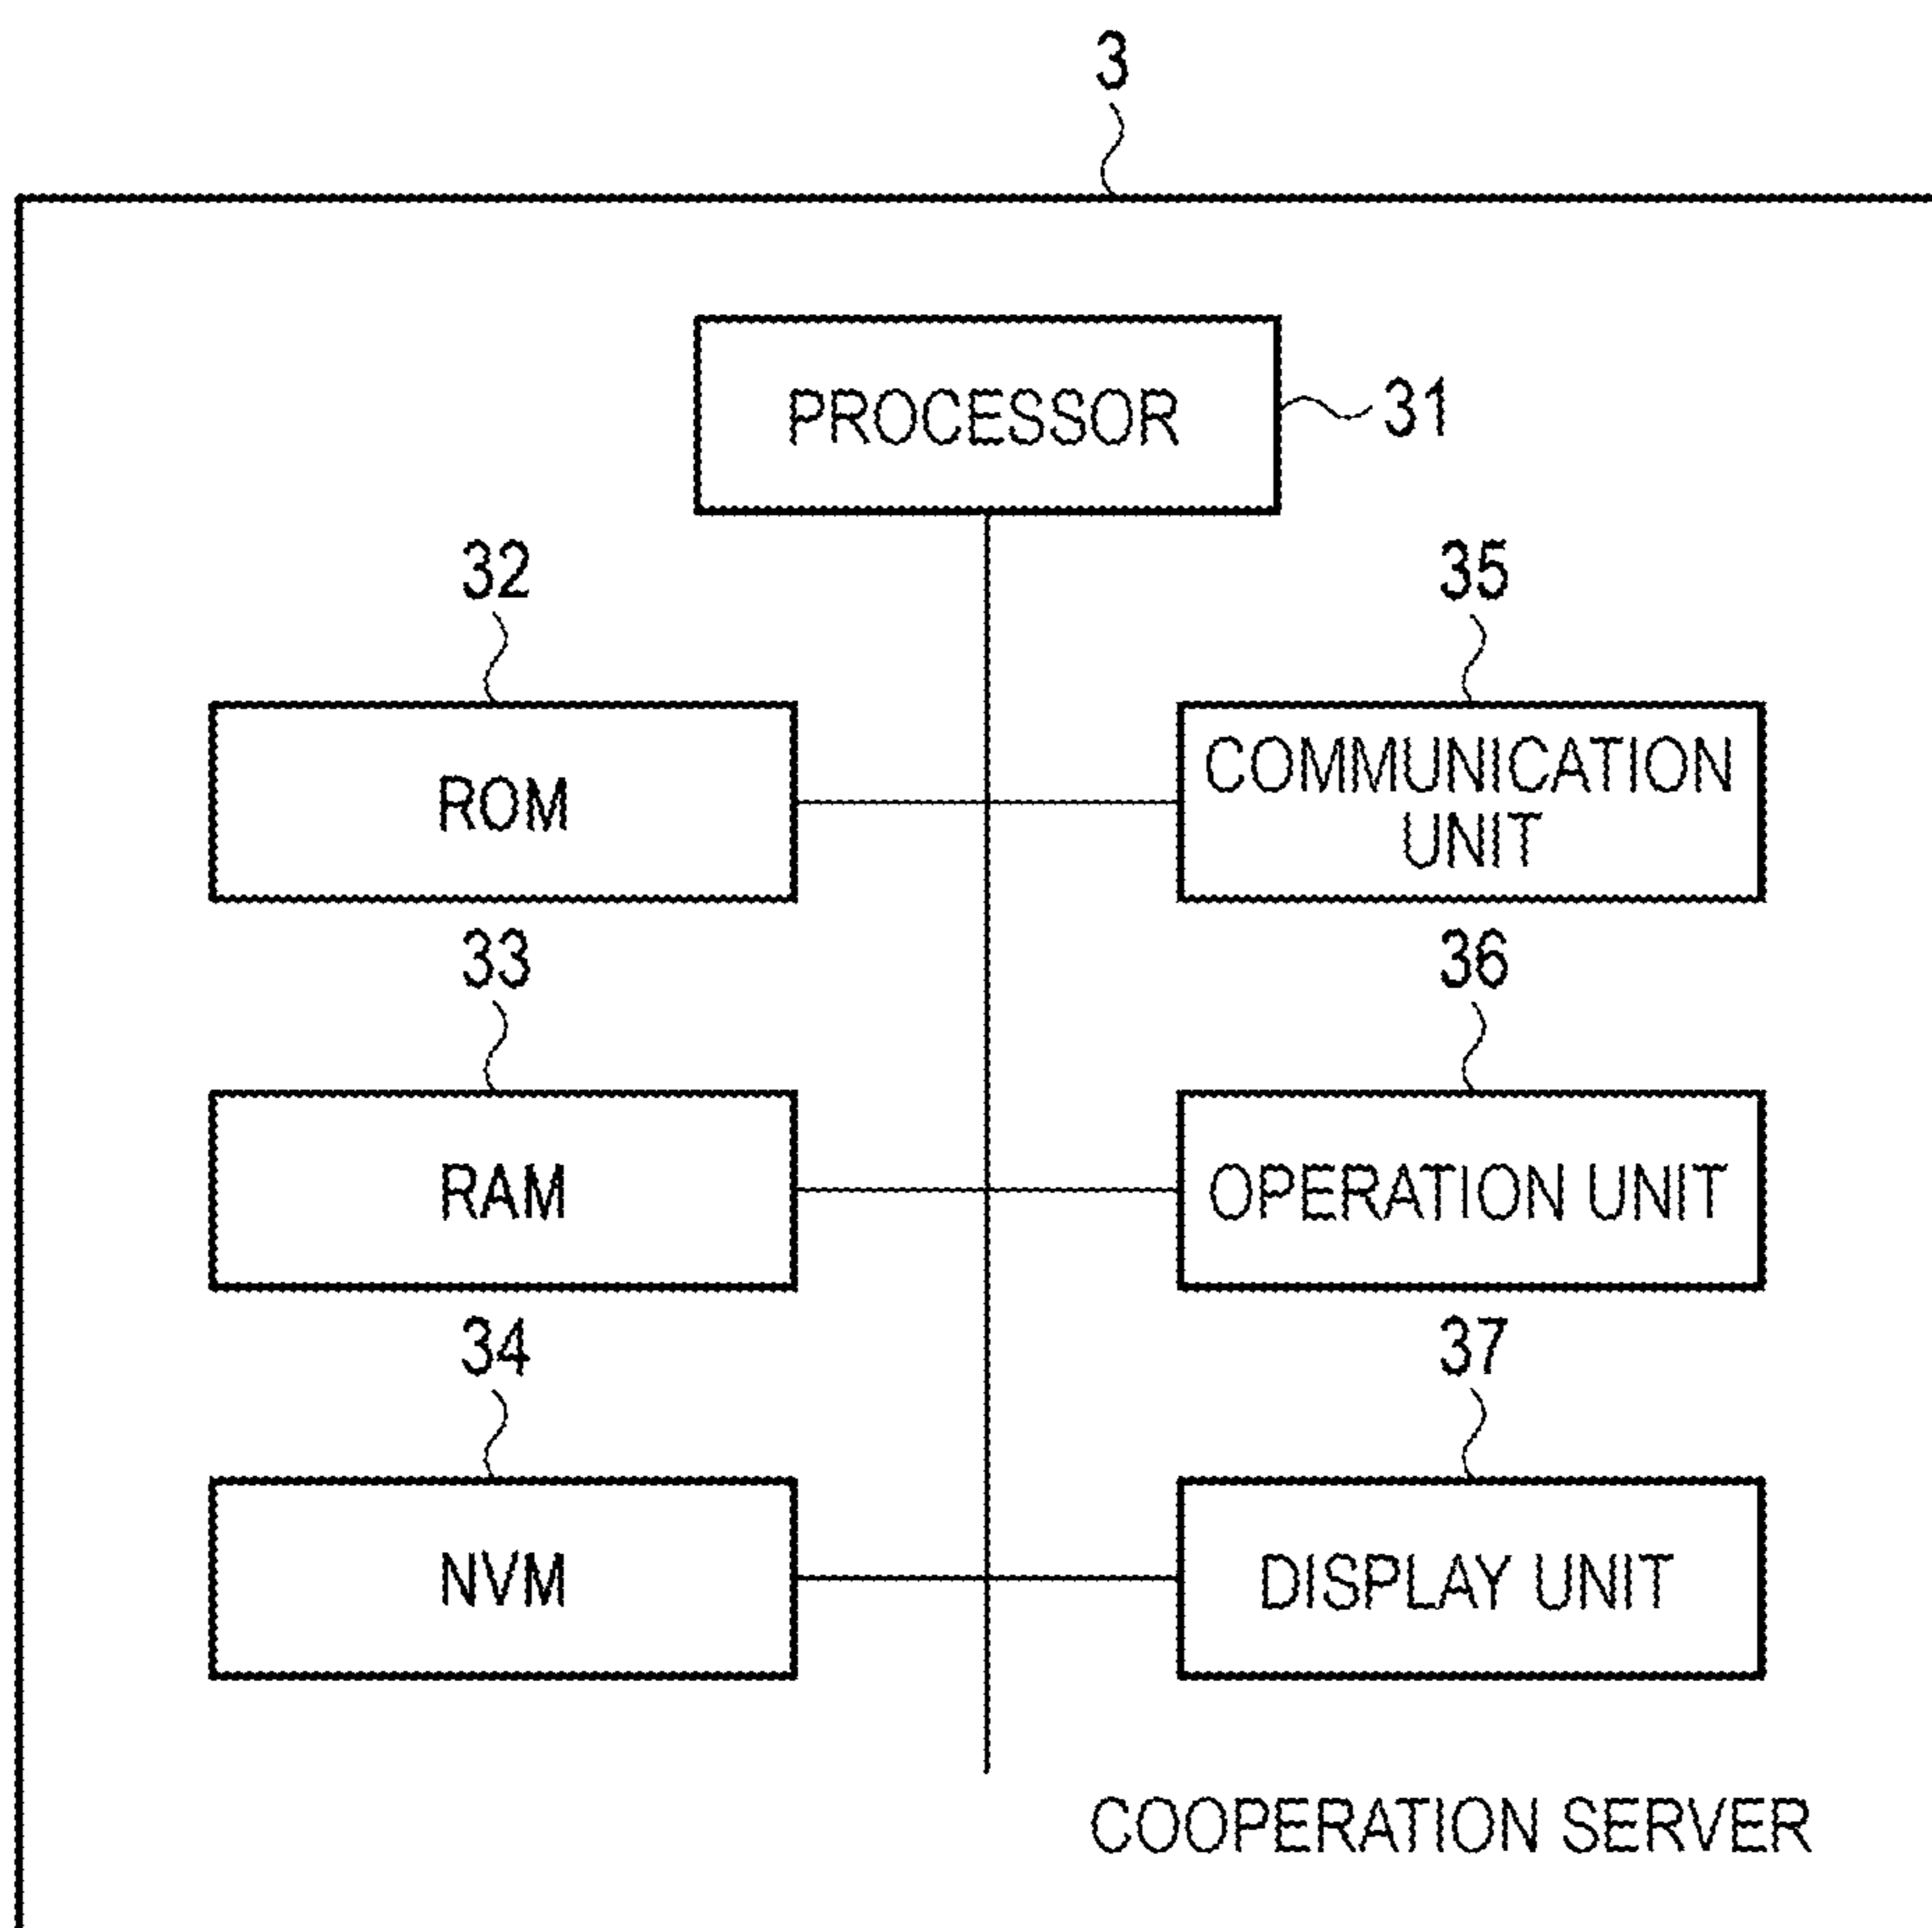 3
PROCESSOR
31
32
35
ROM
COMMUNICATION
UNIT
33
36
RAM
OPERATION UNIT
34
37
NVM
DISPLAY UNIT
COOPERATION SERVER